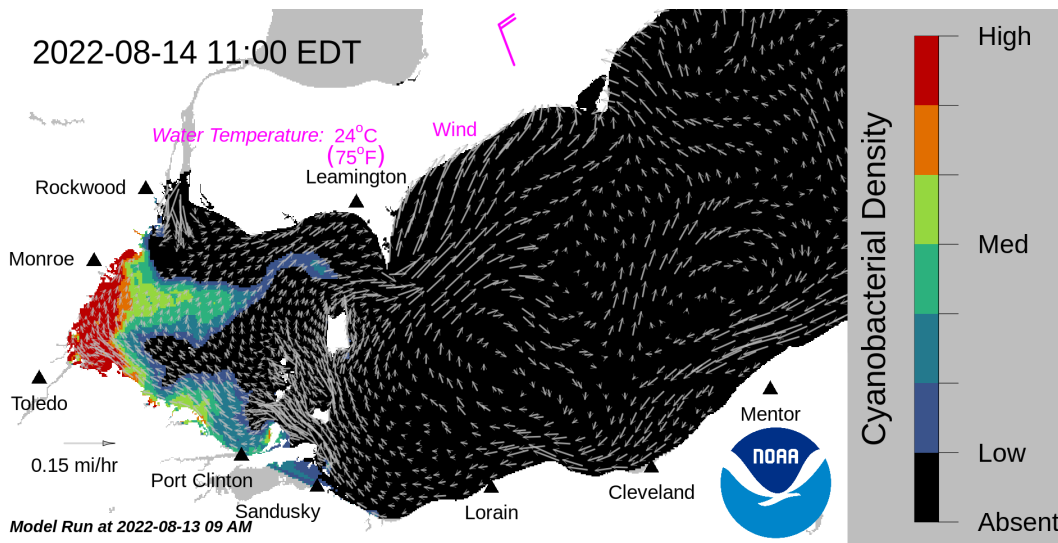 2022-08-14 11:00 EDT
High
Water Temperature: 24°C
(75°F)
Wind
Leamington
Rockwood
Monroe
Med
Cyanobacterial Density
Toledo
Mentor
0.15 mi/hr
NOAA
Low
Port Clinton
Cleveland
Sandusky
Lorain
Model Run at 2022-08-13 09 AM
Absent